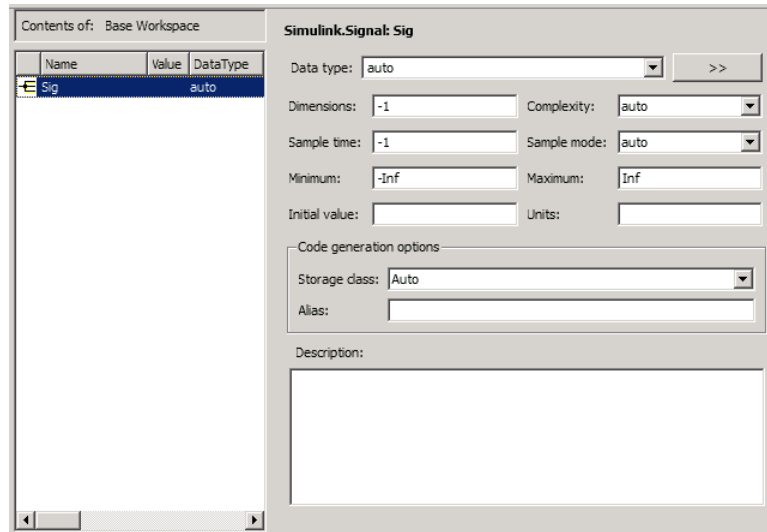 Contents of: Base Workspace
Name Value DataType
Sig auto
Simulink.Signal: Sig
Data type: auto >>
Dimensions: -1 Complexity: auto
Sample time: -1 Sample mode: auto
Minimum: -Inf Maximum: Inf
Initial value: Units:
Code generation options
Storage class: Auto
Alias:
Description: